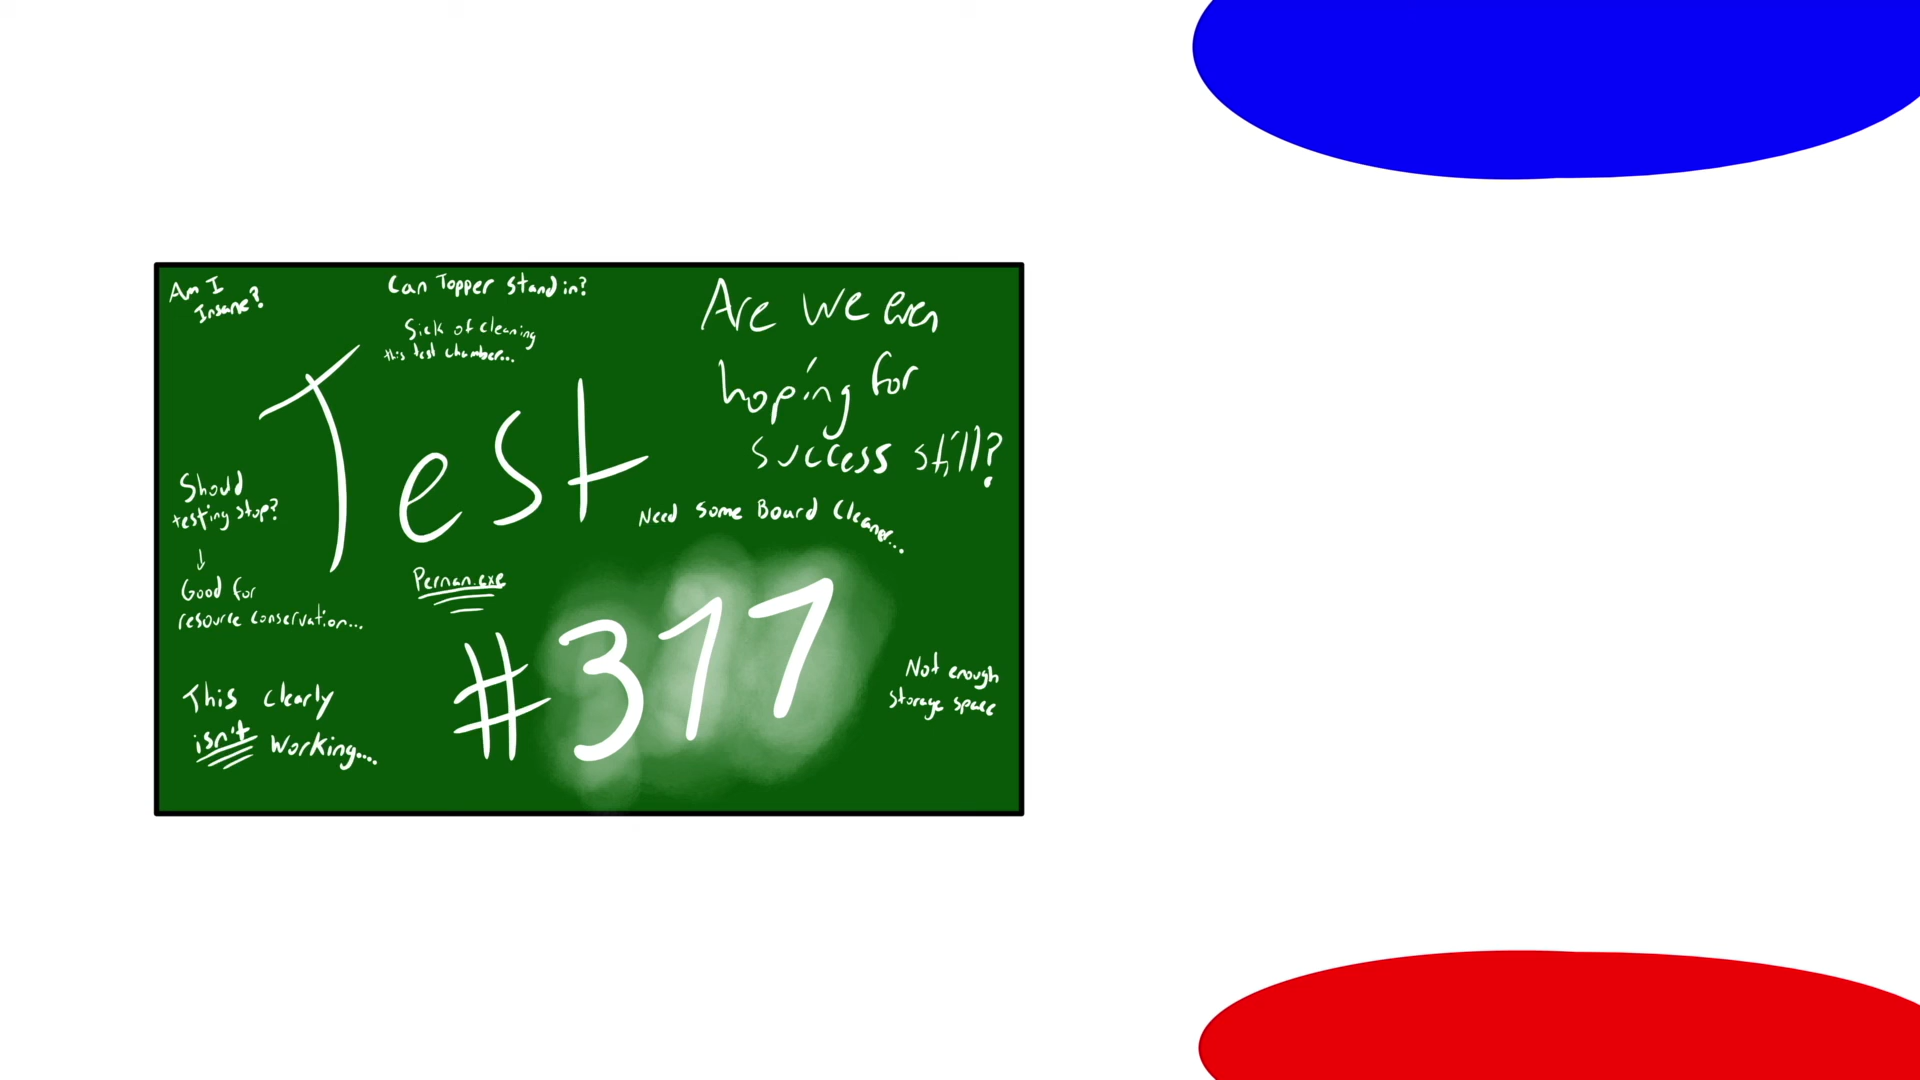 Am I
Insane?
Can Topper stand in?
Sick of cleaning
this test chamber...
Are we even
hoping for
success still?
Test
Should
testing stop?
↓
Good for
resource conservation...
Need some Board Cleaner...
Pernan.exe
#377
Not enough
storage space
This clearly
isn't working....